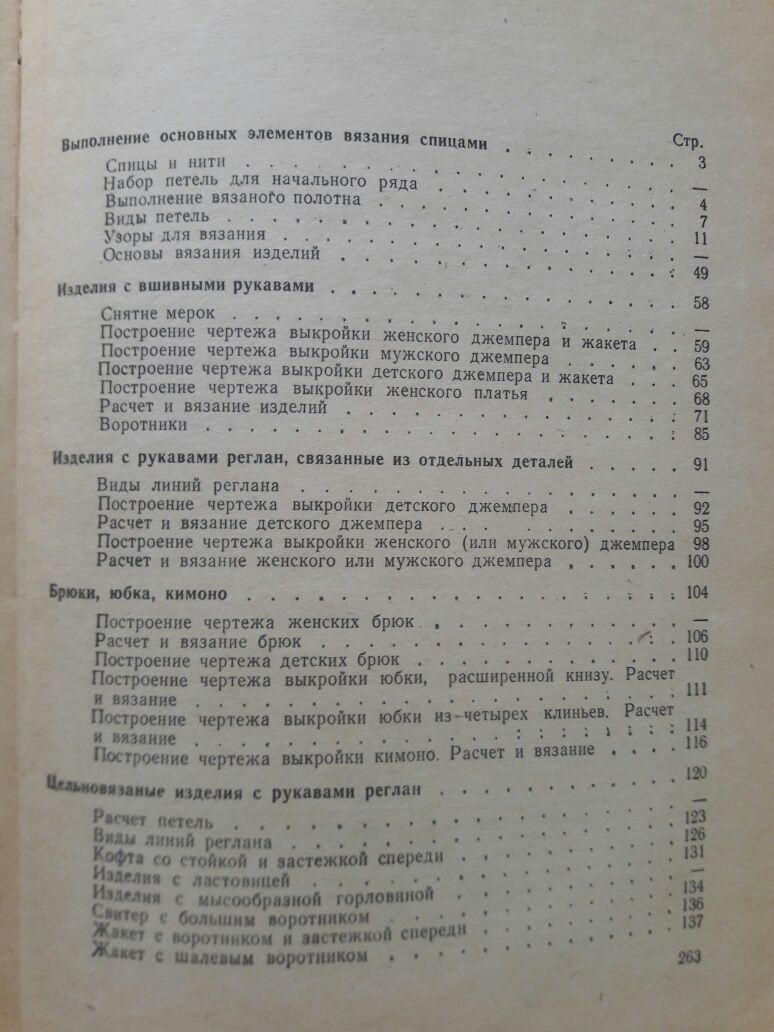 Стр.
Выполнение основных элементов вязания спицами . . . . . . 3
Спицы и нити . . . . . . . . . . —
Набор петель для начального ряда . . . . . . 4
Выполнение вязаного полотна . . . . . . 7
Виды петель . . . . . . . . . . 11
Узоры для вязания . . . . . . . . . —
Основы вязания изделий . . . . . . . . 49
Изделия с вшивными рукавами . . . . . . . . 58
Снятие мерок . . . . . . . . . . —
Построение чертежа выкройки женского джемпера и жакета . . 59
Построение чертежа выкройки мужского джемпера . . . . 63
Построение чертежа выкройки детского джемпера и жакета . . . 65
Построение чертежа выкройки женского платья . . . . . 68
Расчет и вязание изделий . . . . . . . . 71
Воротники . . . . . . . . . . 85
Изделия с рукавами реглан, связанные из отдельных деталей . . . . . 91
Виды линий реглана . . . . . . . . . —
Построение чертежа выкройки детского джемпера . . . . 92
Расчет и вязание детского джемпера . . . . . . 95
Построение чертежа выкройки женского (или мужского) джемпера 98
Расчет и вязание женского или мужского джемпера . . . . . 100
Брюки, юбка, кимоно . . . . . . . . . . 104
Построение чертежа женских брюк . . . . . . —
Расчет и вязание брюк . . . . . . . . 106
Построение чертежа детских брюк . . . . . . 110
Построение чертежа выкройки юбки, расширенной книзу. Расчет
и вязание . . . . . . . . . . 111
Построение чертежа выкройки юбки из четырех клиньев. Расчет
и вязание . . . . . . . . . . 114
Построение чертежа выкройки кимоно. Расчет и вязание . . . . 116
Цельновязаные изделия с рукавами реглан . . . . . . . 120
Расчет петель . . . . . . . . . . —
Виды линий реглана . . . . . . . . . 123
Кофта со стойкой и застежкой спереди . . . . . . 126
Изделия с ластовицей . . . . . . . . . 131
Изделия с мысообразной горловиной . . . . . . —
Свитер с большим воротником . . . . . . . 134
Жакет с воротником и застежкой спереди . . . . . 136
Жакет с шалевым воротником . . . . . . . 137
263